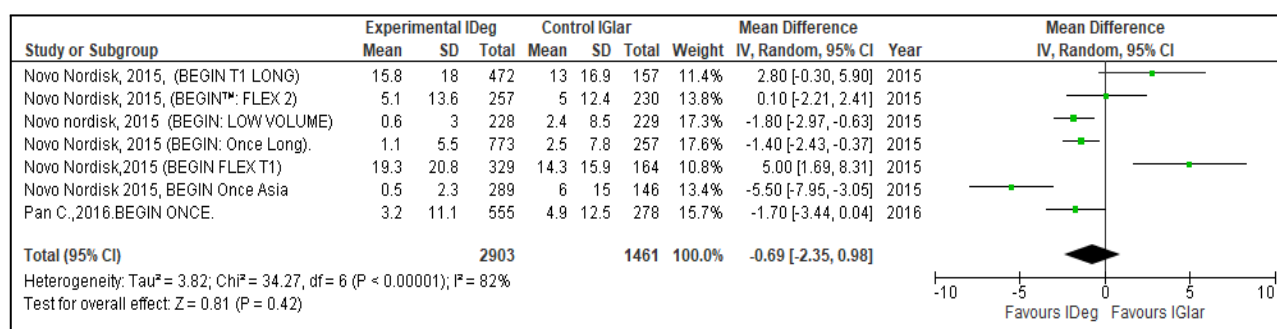 Experimental IDeg Control IGlar Mean Difference Mean Difference
Study or Subgroup Mean SD Total Mean SD Total Weight IV, Random, 95% CI Year IV, Random, 95% CI
Novo Nordisk, 2015, (BEGIN T1 LONG) 15.8 18 472 13 16.9 157 11.4% 2.80 [-0.30, 5.90] 2015
Novo Nordisk, 2015, (BEGIN™: FLEX 2) 5.1 13.6 257 5 12.4 230 13.8% 0.10 [-2.21, 2.41] 2015
Novo nordisk, 2015 (BEGIN: LOW VOLUME) 0.6 3 228 2.4 8.5 229 17.3% -1.80 [-2.97, -0.63] 2015
Novo Nordisk, 2015 (BEGIN: Once Long). 1.1 5.5 773 2.5 7.8 257 17.6% -1.40 [-2.43, -0.37] 2015
Novo Nordisk,2015 (BEGIN FLEX T1) 19.3 20.8 329 14.3 15.9 164 10.8% 5.00 [1.69, 8.31] 2015
Novo Nordisk 2015, BEGIN Once Asia 0.5 2.3 289 6 15 146 13.4% -5.50 [-7.95, -3.05] 2015
Pan C.,2016.BEGIN ONCE. 3.2 11.1 555 4.9 12.5 278 15.7% -1.70 [-3.44, 0.04] 2016
Total (95% CI) 2903 1461 100.0% -0.69 [-2.35, 0.98]
Heterogeneity: Tau² = 3.82; Chi² = 34.27, df = 6 (P < 0.00001); I² = 82%
Test for overall effect: Z = 0.81 (P = 0.42)
-10 -5 0 5 10
Favours IDeg Favours IGlar